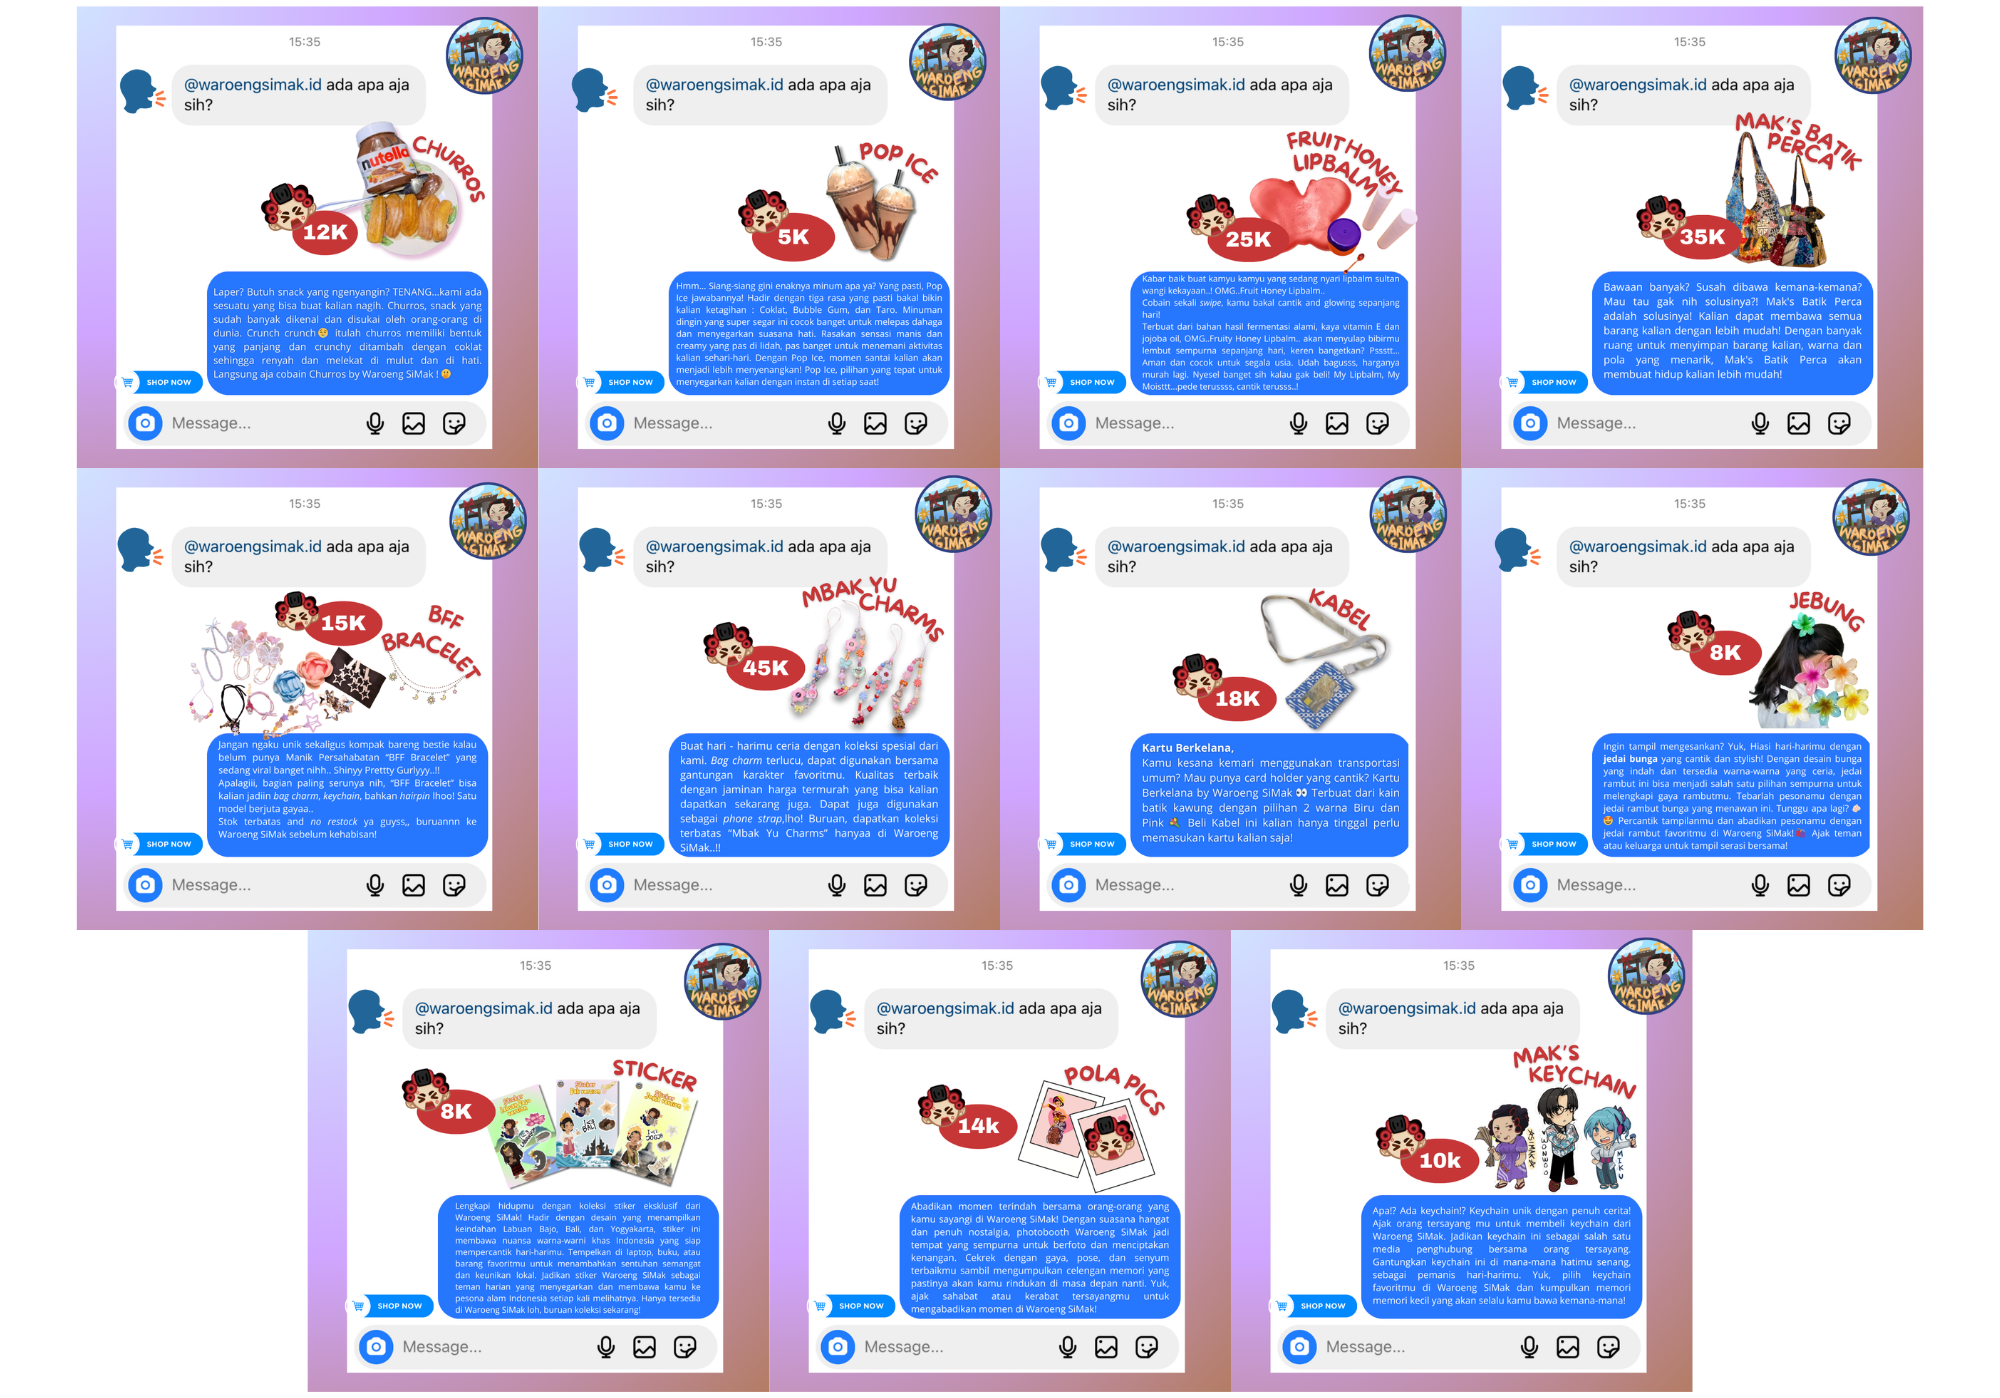 15:35
@waroengsimak.id ada apa aja
sih?
WAROENG
SIMAK
nutella
CHURROS
12K
Laper? Butuh snack yang ngenyangin? TENANG...kami ada
sesuatu yang bisa buat kalian nagih. Churros, snack yang
sudah banyak dikenal dan disukai oleh orang-orang di
dunia. Crunch crunch😋 itulah churros memiliki bentuk
yang panjang dan crunchy ditambah dengan coklat
sehingga renyah dan melekat di mulut dan di hati.
Langsung aja cobain Churros by Waroeng SiMak !
SHOP NOW
Message...
15:35
@waroengsimak.id ada apa aja
sih?
WAROENG
SIMAK
POP ICE
5K
Hmm... Siang-siang gini enaknya minum apa ya? Yang pasti, Pop
Ice jawabannya! Hadir dengan tiga rasa yang pasti bakal bikin
kalian ketagihan : Coklat, Bubble Gum, dan Taro. Minuman
dingin yang super segar ini cocok banget untuk melepas dahaga
dan menyegarkan suasana hati. Rasakan sensasi manis dan
creamy yang pas di lidah, pas banget untuk menemani aktivitas
kalian sehari-hari. Dengan Pop Ice, momen santai kalian akan
menjadi lebih menyenangkan! Pop Ice, pilihan yang tepat untuk
menyegarkan kalian dengan instan di setiap saat!
SHOP NOW
Message...
15:35
@waroengsimak.id ada apa aja
sih?
WAROENG
SIMAK
FRUIT HONEY
LIPBALM
25K
Kabar baik buat kamyu kamyu yang sedang nyari lipbalm sultan
wangi kekayaan..! OMG..Fruit Honey Lipbalm..
Cobain sekali swipe, kamu bakal cantik and glowing sepanjang
hari!
Terbuat dari bahan hasil fermentasi alami, kaya vitamin E dan
jojoba oil, OMG..Fruity Honey Lipbalm.. akan menyulap bibirmu
lembut sempurna sepanjang hari, keren bangetkan? Psssttt...
Aman dan cocok untuk segala usia. Udah bagusss, harganya
murah lagi. Nyesel banget sih kalau gak beli! My Lipbalm, My
Moisttt...pede terussss, cantik terusss..!
SHOP NOW
Message...
15:35
@waroengsimak.id ada apa aja
sih?
WAROENG
SIMAK
MAK'S BATIK
PERCA
35K
Bawaan banyak? Susah dibawa kemana-kemana?
Mau tau gak nih solusinya?! Mak's Batik Perca
adalah solusinya! Kalian dapat membawa semua
barang kalian dengan lebih mudah! Dengan banyak
ruang untuk menyimpan barang kalian, warna dan
pola yang menarik, Mak's Batik Perca akan
membuat hidup kalian lebih mudah!
SHOP NOW
Message...
15:35
@waroengsimak.id ada apa aja
sih?
WAROENG
SIMAK
15K
BFF
BRACELET
Jangan ngaku unik sekaligus kompak bareng bestie kalau
belum punya Manik Persahabatan "BFF Bracelet" yang
sedang viral banget nihh.. Shinyy Prettty Gurlyyy..!!
Apalagiii, bagian paling serunya nih, "BFF Bracelet" bisa
kalian jadiin bag charm, keychain, bahkan hairpin lhoo! Satu
model berjuta gayaa..
Stok terbatas and no restock ya guyss,, buruannn ke
Waroeng SiMak sebelum kehabisan!
SHOP NOW
Message...
15:35
@waroengsimak.id ada apa aja
sih?
WAROENG
SIMAK
MBAK YU
CHARMS
45K
Buat hari - harimu ceria dengan koleksi spesial dari
kami. Bag charm terlucu, dapat digunakan bersama
gantungan karakter favoritmu. Kualitas terbaik
dengan jaminan harga termurah yang bisa kalian
dapatkan sekarang juga. Dapat juga digunakan
sebagai phone strap,lho! Buruan, dapatkan koleksi
terbatas "Mbak Yu Charms" hanyaa di Waroeng
SiMak..!!
SHOP NOW
Message...
15:35
@waroengsimak.id ada apa aja
sih?
WAROENG
SIMAK
KABEL
18K
Kartu Berkelana,
Kamu kesana kemari menggunakan transportasi
umum? Mau punya card holder yang cantik? Kartu
Berkelana by Waroeng SiMak 👀 Terbuat dari kain
batik kawung dengan pilihan 2 warna Biru dan
Pink 💐 Beli Kabel ini kalian hanya tinggal perlu
memasukan kartu kalian saja!
SHOP NOW
Message...
15:35
@waroengsimak.id ada apa aja
sih?
WAROENG
SIMAK
JEBUNG
8K
Ingin tampil mengesankan? Yuk, Hiasi hari-harimu dengan
jedai bunga yang cantik dan stylish! Dengan desain bunga
yang indah dan tersedia warna-warna yang ceria, jedai
rambut ini bisa menjadi salah satu pilihan sempurna untuk
melengkapi gaya rambutmu. Tebarlah pesonamu dengan
jedai rambut bunga yang menawan ini. Tunggu apa lagi?
🤩 Percantik tampilanmu dan abadikan pesonamu dengan
jedai rambut favoritmu di Waroeng SiMak!🌺 Ajak teman
atau keluarga untuk tampil serasi bersama!
SHOP NOW
Message...
15:35
@waroengsimak.id ada apa aja
sih?
WAROENG
SIMAK
STICKER
8K
Sticker
Labuan Bajo
version
Sticker
Bali version
BALI
Sticker
Jogja version
JOGJA
Lengkapi hidupmu dengan koleksi stiker eksklusif dari
Waroeng SiMak! Hadir dengan desain yang menampilkan
keindahan Labuan Bajo, Bali, dan Yogyakarta, stiker ini
membawa nuansa warna-warni khas Indonesia yang siap
mempercantik hari-harimu. Tempelkan di laptop, buku, atau
barang favoritmu untuk menambahkan sentuhan semangat
dan keunikan lokal. Jadikan stiker Waroeng SiMak sebagai
teman harian yang menyegarkan dan membawa kamu ke
pesona alam Indonesia setiap kali melihatnya. Hanya tersedia
di Waroeng SiMak loh, buruan koleksi sekarang!
SHOP NOW
Message...
15:35
@waroengsimak.id ada apa aja
sih?
WAROENG
SIMAK
POLA PICS
14k
Abadikan momen terindah bersama orang-orang yang
kamu sayangi di Waroeng SiMak! Dengan suasana hangat
dan penuh nostalgia, photobooth Waroeng SiMak jadi
tempat yang sempurna untuk berfoto dan menciptakan
kenangan. Cekrek dengan gaya, pose, dan senyum
terbaikmu sambil mengumpulkan celengan memori yang
pastinya akan kamu rindukan di masa depan nanti. Yuk,
ajak sahabat atau kerabat tersayangmu untuk
mengabadikan momen di Waroeng SiMak!
SHOP NOW
Message...
15:35
@waroengsimak.id ada apa aja
sih?
WAROENG
SIMAK
MAK'S
KEYCHAIN
10k
SIMAK
WONWOO
MIKU
Apa!? Ada keychain!? Keychain unik dengan penuh cerita!
Ajak orang tersayang mu untuk membeli keychain dari
Waroeng SiMak. Jadikan keychain ini sebagai salah satu
media penghubung bersama orang tersayang.
Gantungkan keychain ini di mana-mana hatimu senang,
sebagai pemanis hari-harimu. Yuk, pilih keychain
favoritmu di Waroeng SiMak dan kumpulkan memori
memori kecil yang akan selalu kamu bawa kemana-mana!
SHOP NOW
Message...